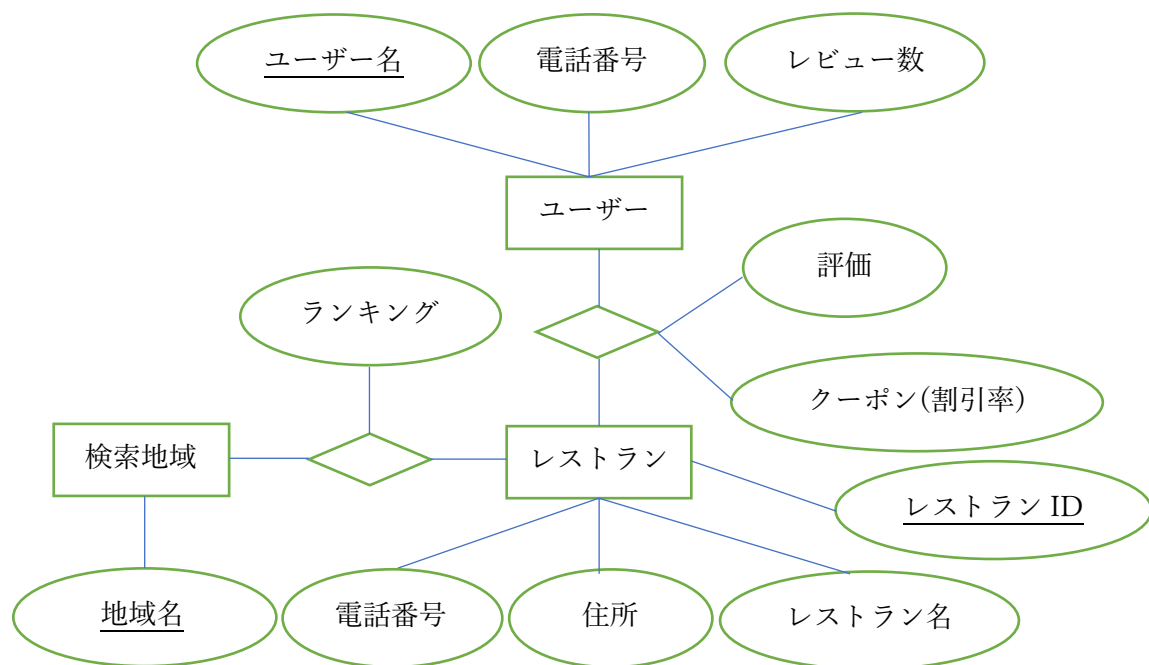 ユーザー名
電話番号
レビュー数
ユーザー
評価
ランキング
クーポン(割引率)
検索地域
レストラン
レストラン ID
地域名
電話番号
住所
レストラン名